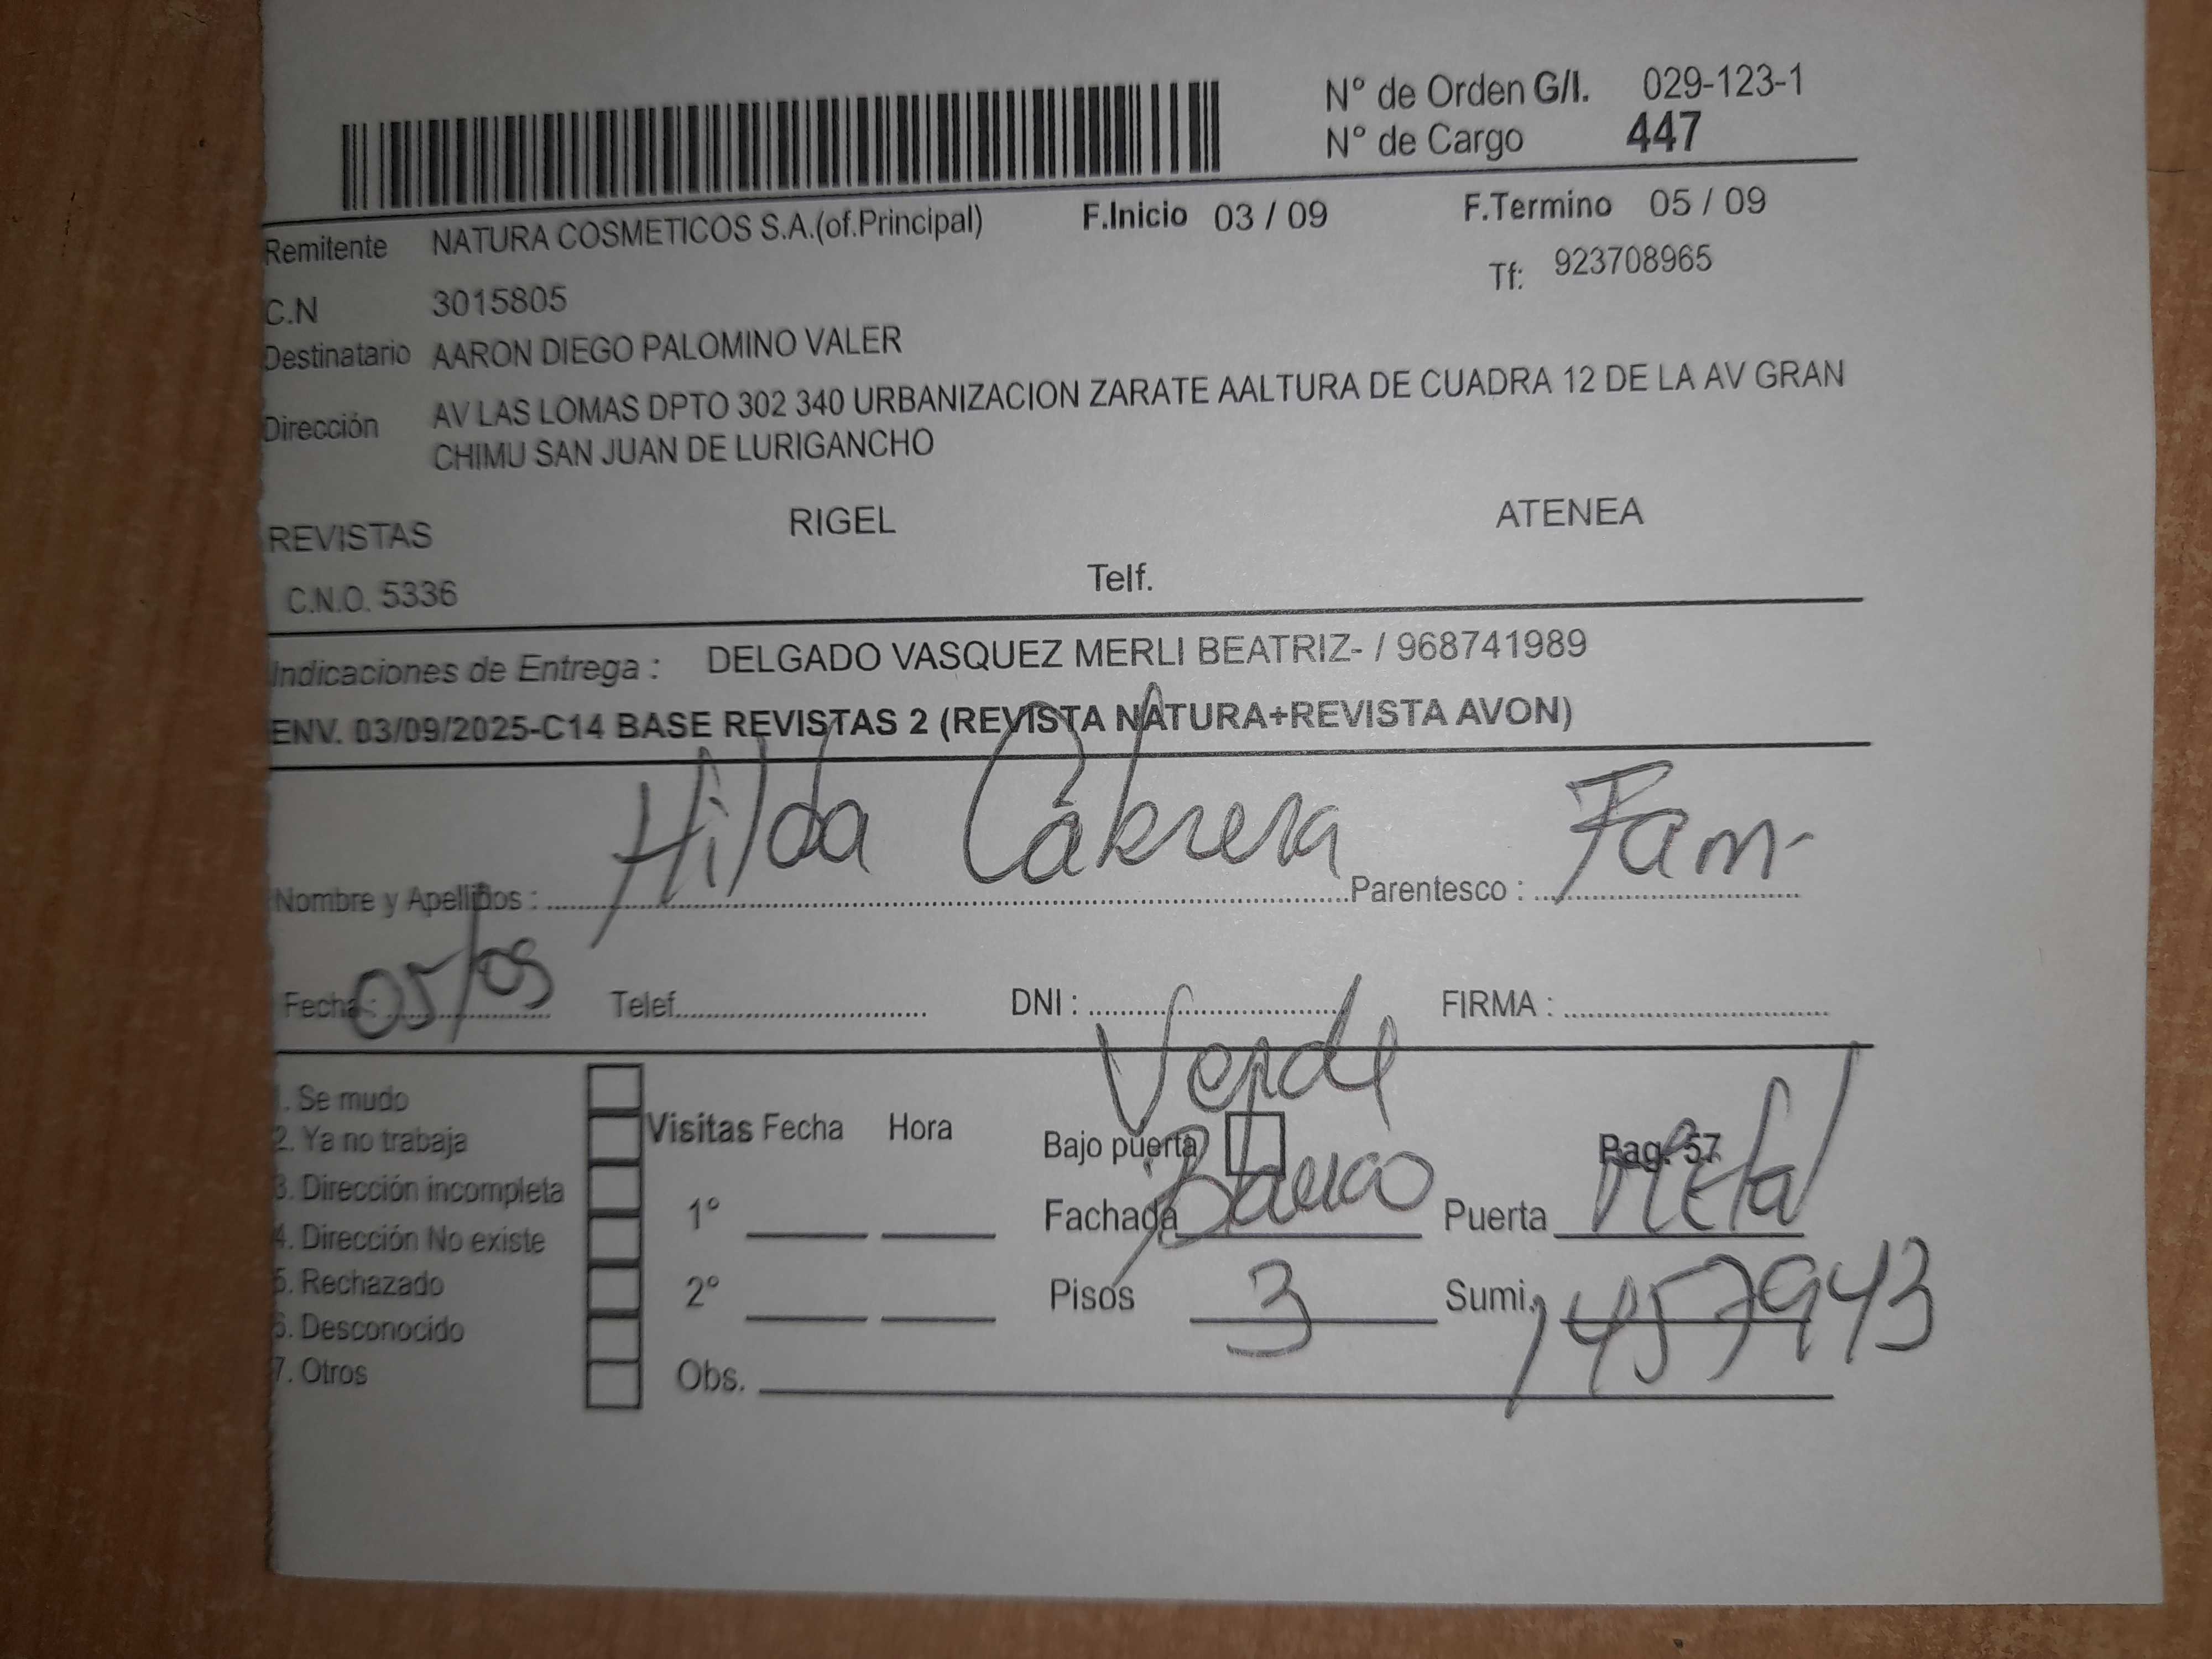 Nº de Orden G/I. 029-123-1
Nº de Cargo 447
Remitente NATURA COSMETICOS S.A.(of.Principal) F.Inicio 03 / 09 F.Termino 05 / 09
C.N 3015805 Tf: 923708965
Destinatario AARON DIEGO PALOMINO VALER
Dirección AV LAS LOMAS DPTO 302 340 URBANIZACION ZARATE AALTURA DE CUADRA 12 DE LA AV GRAN
CHIMU SAN JUAN DE LURIGANCHO
REVISTAS RIGEL ATENEA
C.N.O. 5336 Telf.
Indicaciones de Entrega : DELGADO VASQUEZ MERLI BEATRIZ- / 968741989
ENV. 03/09/2025-C14 BASE REVISTAS 2 (REVISTA NATURA+REVISTA AVON)
Nombre y Apellidos : Hilda Cabrera Parentesco : Fam-
Fecha : 05/09 Telef. DNI : FIRMA :
Verde
1. Se mudo
2. Ya no trabaja
3. Dirección incompleta
4. Dirección No existe
5. Rechazado
6. Desconocido
7. Otros
Visitas Fecha Hora
1º
2º
Obs.
Bajo puerta Pag. 57
Fachada Blanco Puerta Metal
Pisos 3 Sumi. 1457943